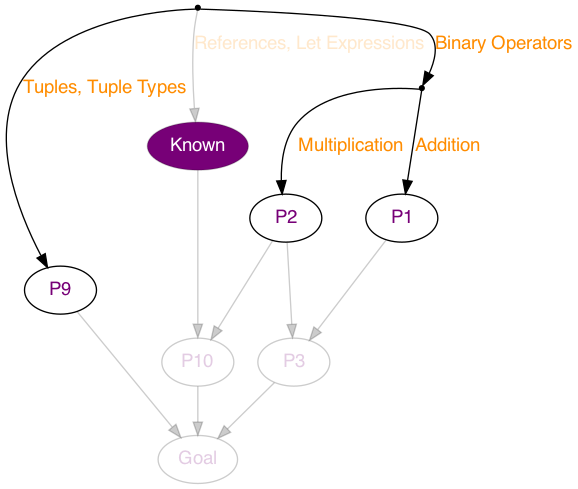 References, Let Expressions
Binary Operators
Tuples, Tuple Types
Known
Multiplication
Addition
P2
P1
P9
P10
P3
Goal